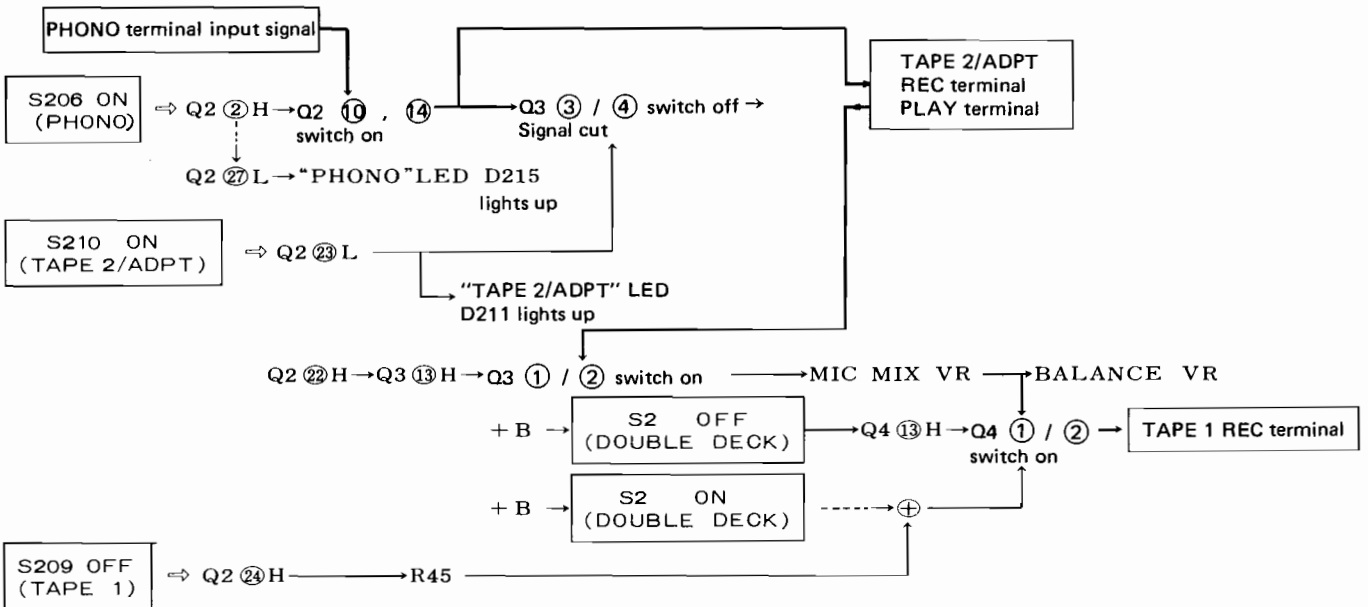 PHONO terminal input signal
TAPE 2/ADPT
REC terminal
PLAY terminal
S206 ON
(PHONO)
⇨ Q2 ② H → Q2 ⑩ , ⑭ → Q3 ③ / ④ switch off →
switch on
Signal cut
Q2 ㉗ L → "PHONO" LED D215
lights up
S210 ON
(TAPE 2/ADPT)
⇨ Q2 ㉓ L
"TAPE 2/ADPT" LED
D211 lights up
Q2 ㉒ H → Q3 ⑬ H → Q3 ① / ② switch on → MIC MIX VR → BALANCE VR
+ B →
S2 OFF
(DOUBLE DECK)
→ Q4 ⑬ H → Q4 ① / ② →
switch on
TAPE 1 REC terminal
+ B →
S2 ON
(DOUBLE DECK)
⊕
S209 OFF
(TAPE 1)
⇨ Q2 ㉔ H → R45